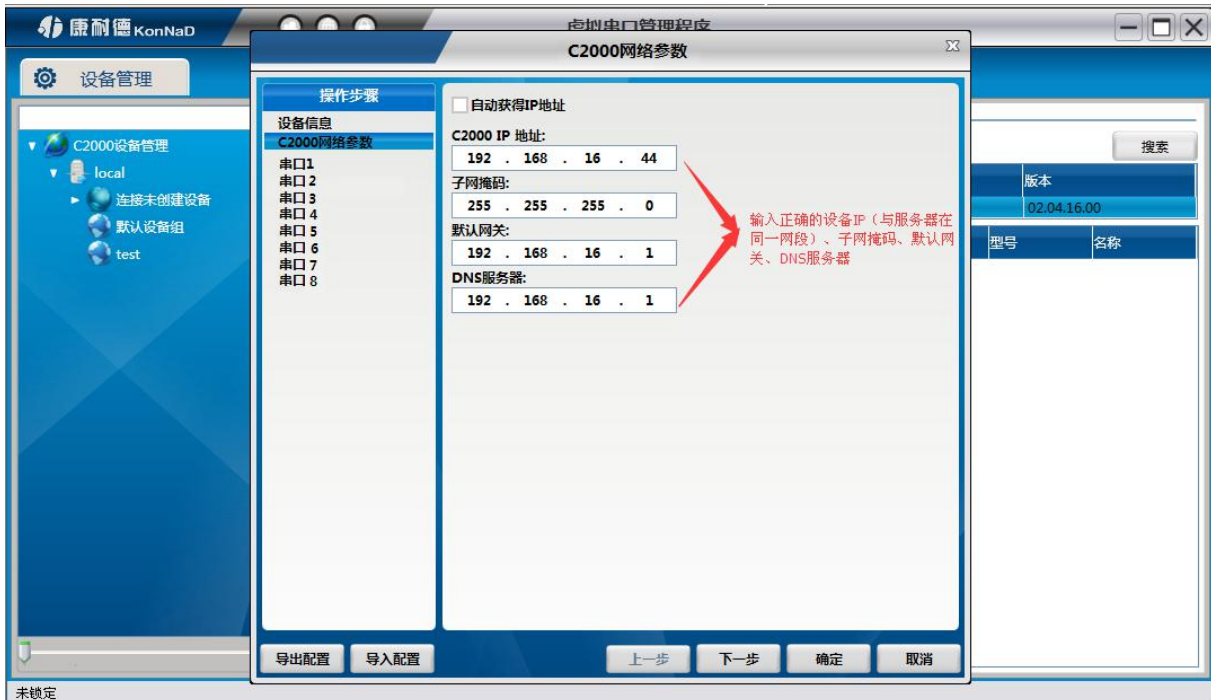 康耐德 KonNaD
虚拟串口管理程序
设备管理
C2000设备管理
local
连接未创建设备
默认设备组
test
C2000网络参数
操作步骤
设备信息
C2000网络参数
串口1
串口 2
串口 3
串口 4
串口 5
串口 6
串口 7
串口 8
自动获得IP地址
C2000 IP 地址:
192 . 168 . 16 . 44
子网掩码:
255 . 255 . 255 . 0
默认网关:
192 . 168 . 16 . 1
DNS服务器:
192 . 168 . 16 . 1
输入正确的设备IP（与服务器在
同一网段）、子网掩码、默认网
关、DNS服务器
搜索
版本
02.04.16.00
型号 名称
导出配置 导入配置 上一步 下一步 确定 取消
未锁定